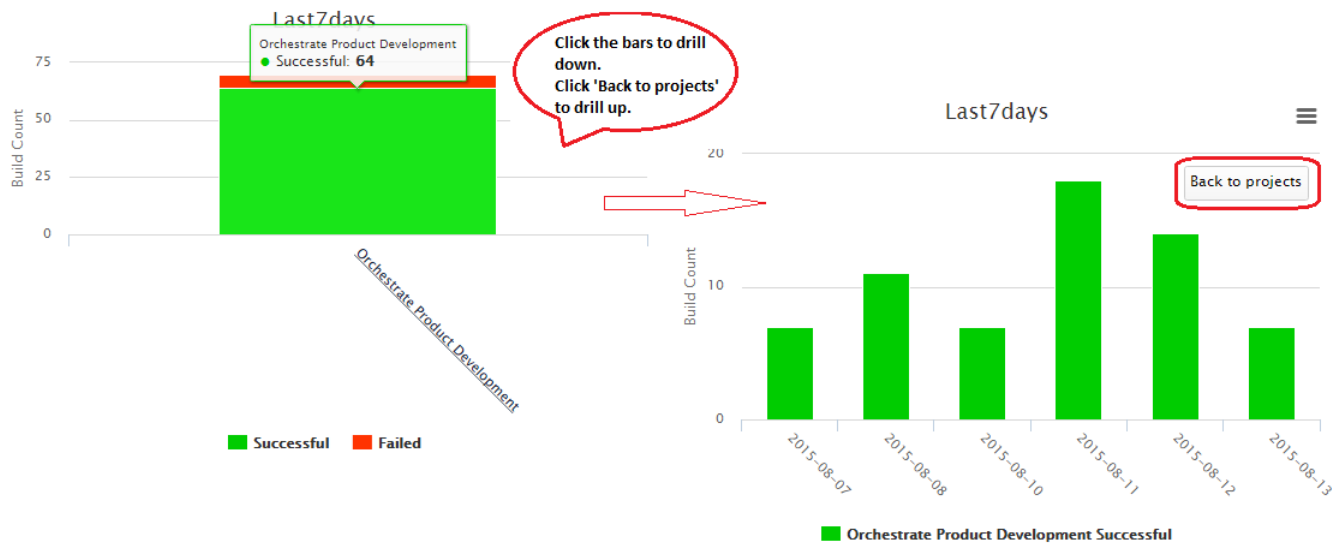 Last7days
Orchestrate Product Development
Successful: 64
75
50
25
0
Build Count
Orchestrate Product Development
Successful
Failed
Click the bars to drill
down.
Click 'Back to projects'
to drill up.
Last7days
Back to projects
20
10
0
Build Count
2015-08-07
2015-08-08
2015-08-10
2015-08-11
2015-08-12
2015-08-13
Orchestrate Product Development Successful